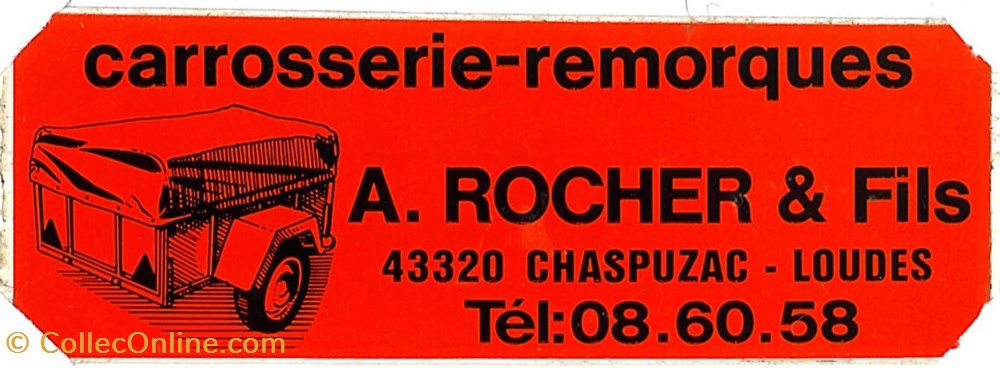 carrosserie-remorques
A. ROCHER & Fils
43320 CHASPUZAC - LOUDES
Tél:08.60.58
© CollecOnline.com